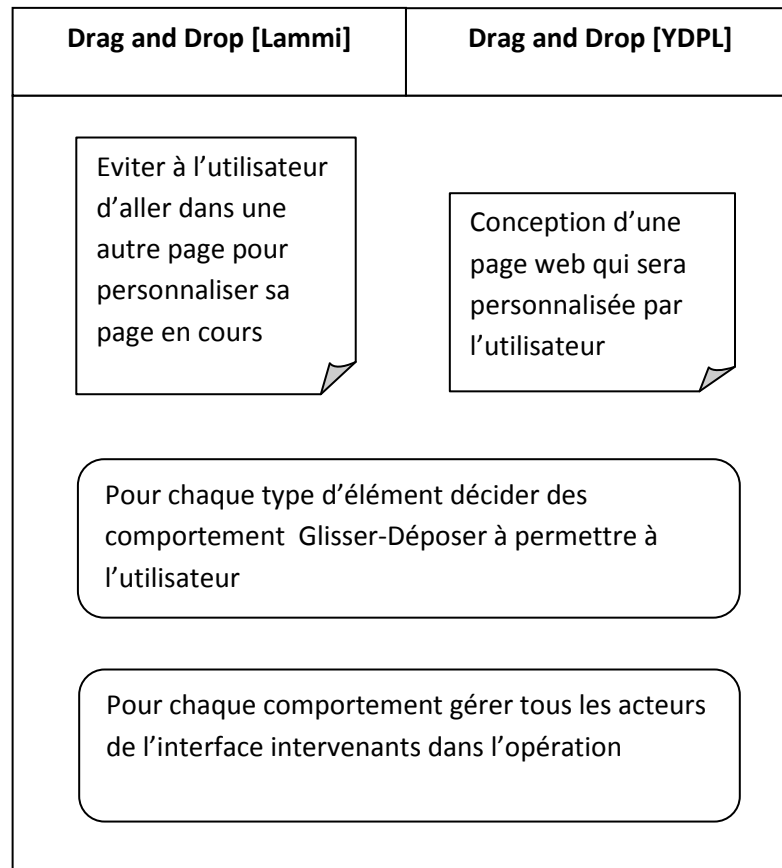 Drag and Drop [Lammi]
Drag and Drop [YDPL]
Eviter à l’utilisateur
d’aller dans une
autre page pour
personnaliser sa
page en cours
Conception d’une
page web qui sera
personnalisée par
l’utilisateur
Pour chaque type d’élément décider des
comportement Glisser-Déposer à permettre à
l’utilisateur
Pour chaque comportement gérer tous les acteurs
de l’interface intervenants dans l’opération